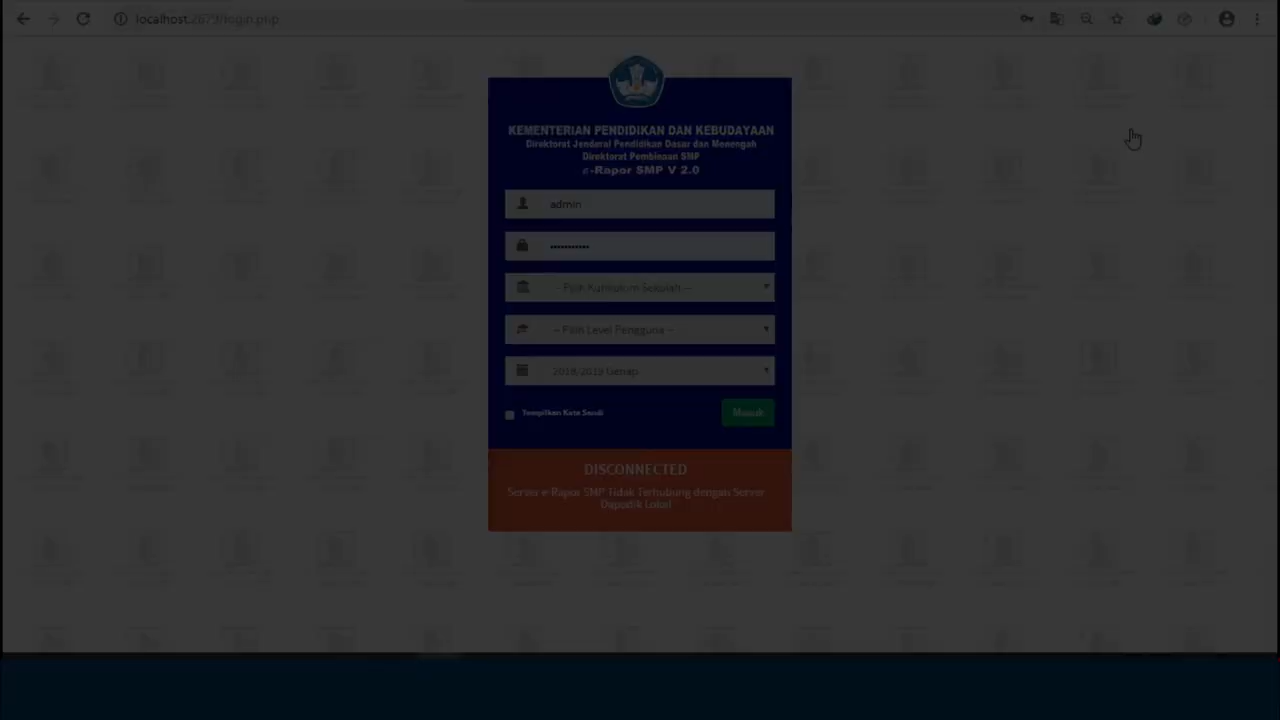 localhost:2679/login.php
KEMENTERIAN PENDIDIKAN DAN KEBUDAYAAN
Direktorat Jenderal Pendidikan Dasar dan Menengah
Direktorat Pembinaan SMP
e-Rapor SMP V 2.0
admin
-- Pilih Kurikulum Sekolah --
-- Pilih Level Pengguna --
2018/2019 Genap
Tampilkan Kata Sandi
Masuk
DISCONNECTED
Server e-Rapor SMP Tidak Terhubung dengan Server
Dapodik Lokal